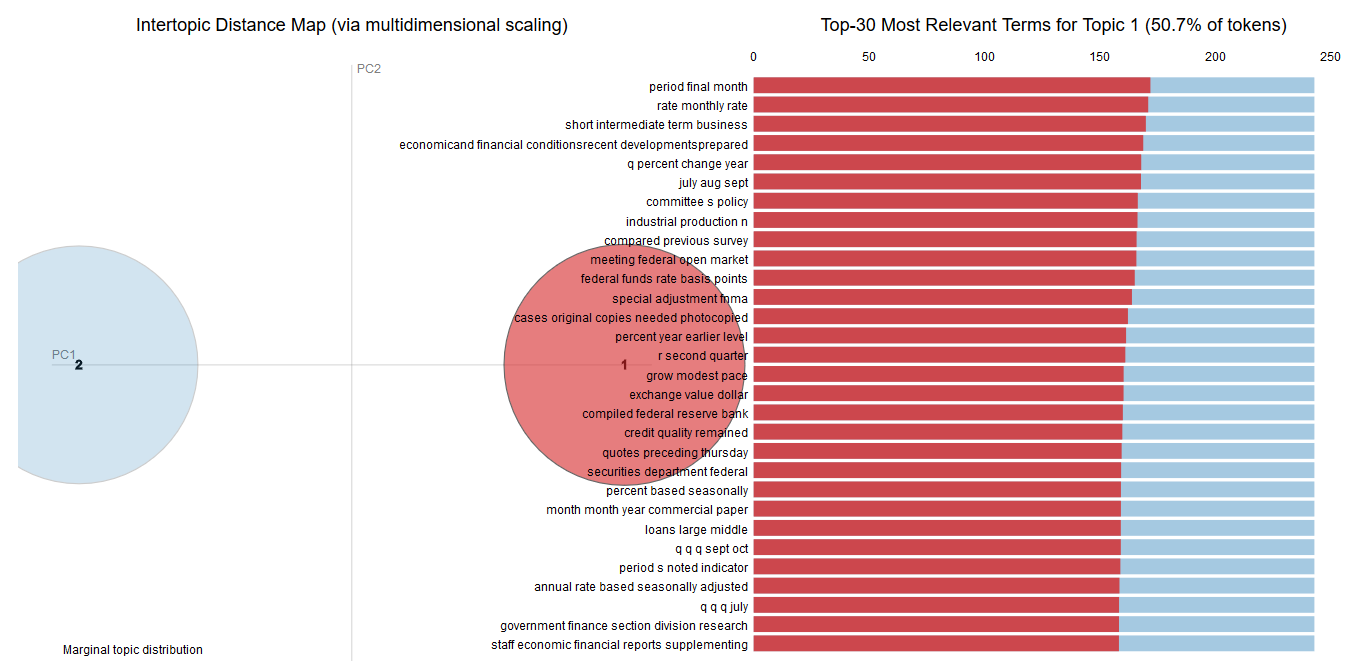 Intertopic Distance Map (via multidimensional scaling)
PC2
PC1
2
1
Marginal topic distribution
Top-30 Most Relevant Terms for Topic 1 (50.7% of tokens)
0 50 100 150 200 250
period final month
rate monthly rate
short intermediate term business
economicand financial conditionsrecent developmentsprepared
q percent change year
july aug sept
committee s policy
industrial production n
compared previous survey
meeting federal open market
federal funds rate basis points
special adjustment fnma
cases original copies needed photocopied
percent year earlier level
r second quarter
grow modest pace
exchange value dollar
compiled federal reserve bank
credit quality remained
quotes preceding thursday
securities department federal
percent based seasonally
month month year commercial paper
loans large middle
q q q sept oct
period s noted indicator
annual rate based seasonally adjusted
q q q july
government finance section division research
staff economic financial reports supplementing